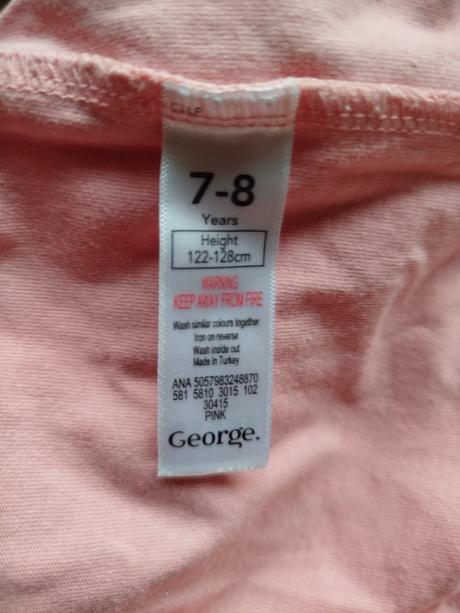 7-8
Years
Height
122-128cm
WARNING
KEEP AWAY FROM FIRE
Wash similar colours together
Iron on reverse
Wash inside out
Made in Turkey
ANA 5057983248870
581 5810 3015 102
30415
PINK
George.